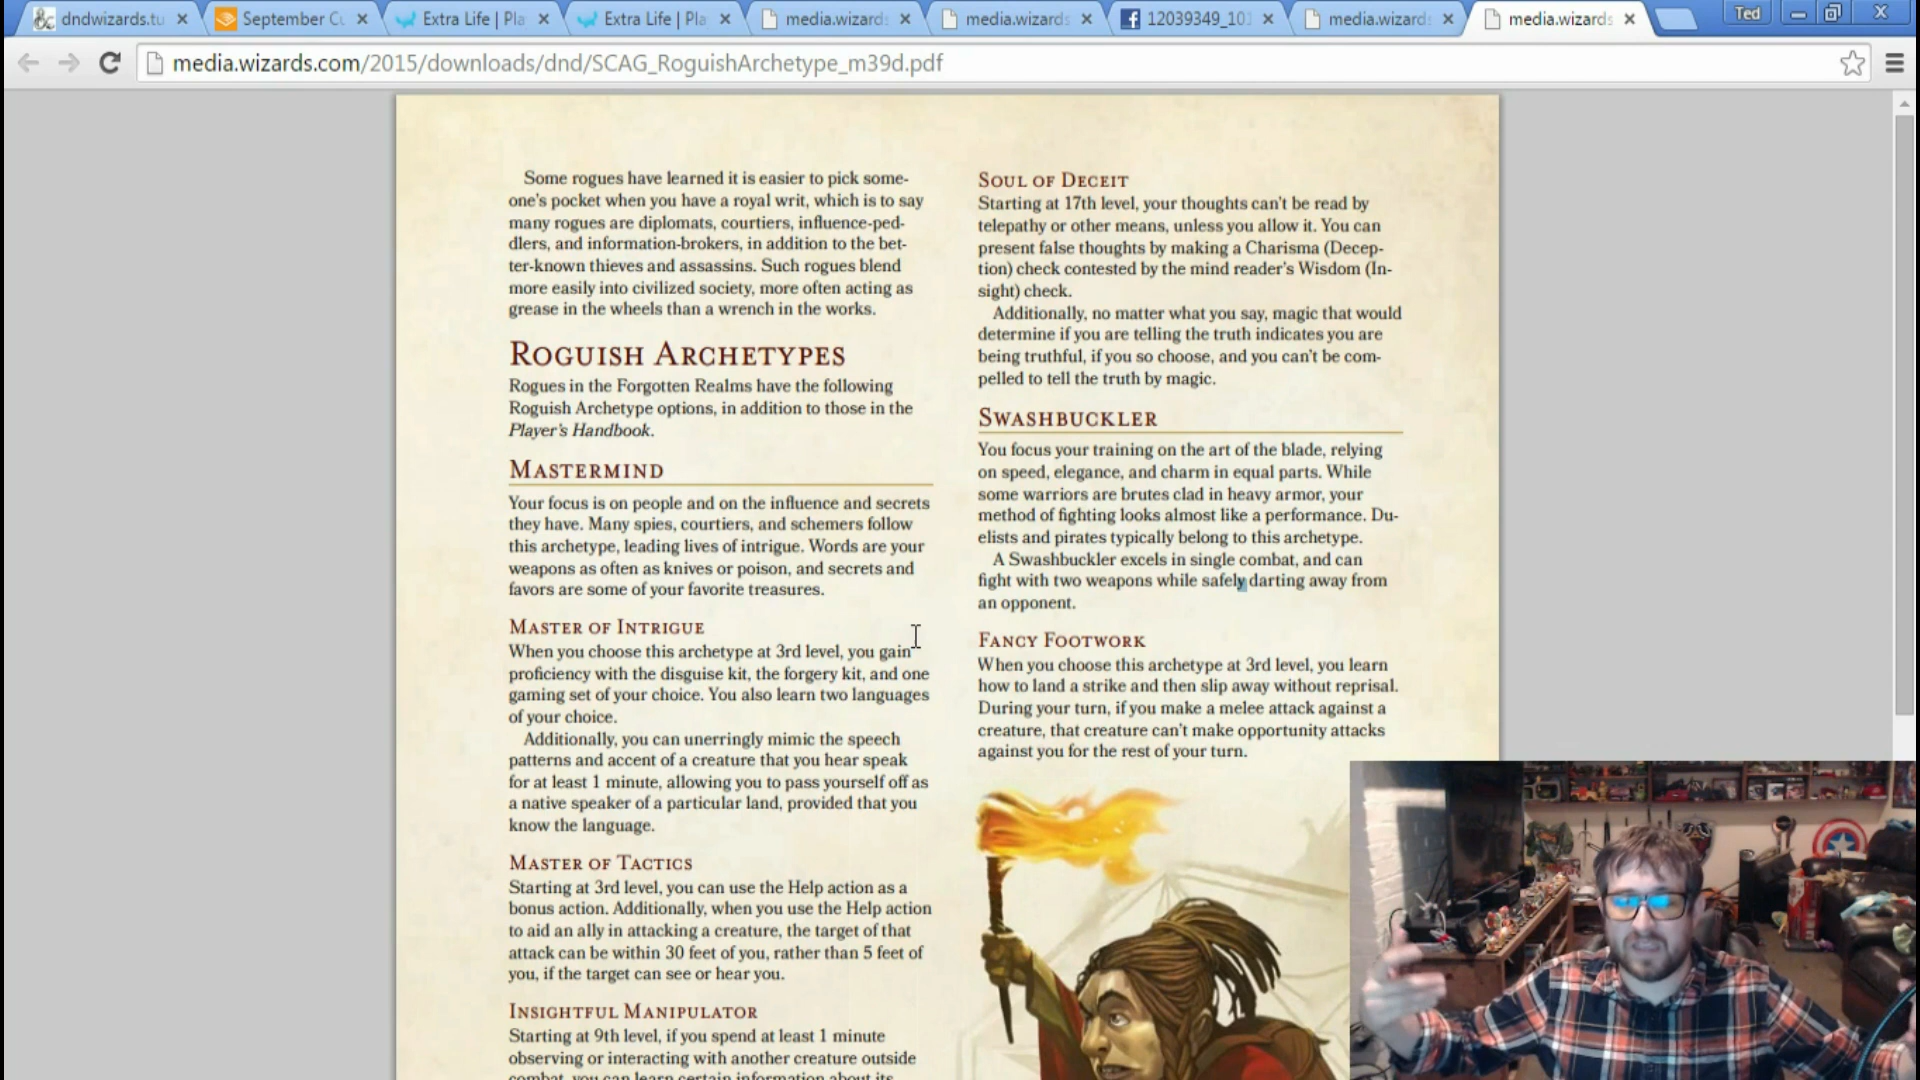 dndwizards.tu
September Cu
Extra Life | Pla
Extra Life | Pla
media.wizards
media.wizards
12039349_101
media.wizards
media.wizards
Ted
media.wizards.com/2015/downloads/dnd/SCAG_RoguishArchetype_m39d.pdf
Some rogues have learned it is easier to pick some-
one's pocket when you have a royal writ, which is to say
many rogues are diplomats, courtiers, influence-ped-
dlers, and information-brokers, in addition to the bet-
ter-known thieves and assassins. Such rogues blend
more easily into civilized society, more often acting as
grease in the wheels than a wrench in the works.
ROGUISH ARCHETYPES
Rogues in the Forgotten Realms have the following
Roguish Archetype options, in addition to those in the
Player's Handbook.
MASTERMIND
Your focus is on people and on the influence and secrets
they have. Many spies, courtiers, and schemers follow
this archetype, leading lives of intrigue. Words are your
weapons as often as knives or poison, and secrets and
favors are some of your favorite treasures.
MASTER OF INTRIGUE
When you choose this archetype at 3rd level, you gain
proficiency with the disguise kit, the forgery kit, and one
gaming set of your choice. You also learn two languages
of your choice.
Additionally, you can unerringly mimic the speech
patterns and accent of a creature that you hear speak
for at least 1 minute, allowing you to pass yourself off as
a native speaker of a particular land, provided that you
know the language.
MASTER OF TACTICS
Starting at 3rd level, you can use the Help action as a
bonus action. Additionally, when you use the Help action
to aid an ally in attacking a creature, the target of that
attack can be within 30 feet of you, rather than 5 feet of
you, if the target can see or hear you.
INSIGHTFUL MANIPULATOR
Starting at 9th level, if you spend at least 1 minute
observing or interacting with another creature outside
combat, you can learn certain information about its
SOUL OF DECEIT
Starting at 17th level, your thoughts can't be read by
telepathy or other means, unless you allow it. You can
present false thoughts by making a Charisma (Decep-
tion) check contested by the mind reader's Wisdom (In-
sight) check.
Additionally, no matter what you say, magic that would
determine if you are telling the truth indicates you are
being truthful, if you so choose, and you can't be com-
pelled to tell the truth by magic.
SWASHBUCKLER
You focus your training on the art of the blade, relying
on speed, elegance, and charm in equal parts. While
some warriors are brutes clad in heavy armor, your
method of fighting looks almost like a performance. Du-
elists and pirates typically belong to this archetype.
A Swashbuckler excels in single combat, and can
fight with two weapons while safely darting away from
an opponent.
FANCY FOOTWORK
When you choose this archetype at 3rd level, you learn
how to land a strike and then slip away without reprisal.
During your turn, if you make a melee attack against a
creature, that creature can't make opportunity attacks
against you for the rest of your turn.